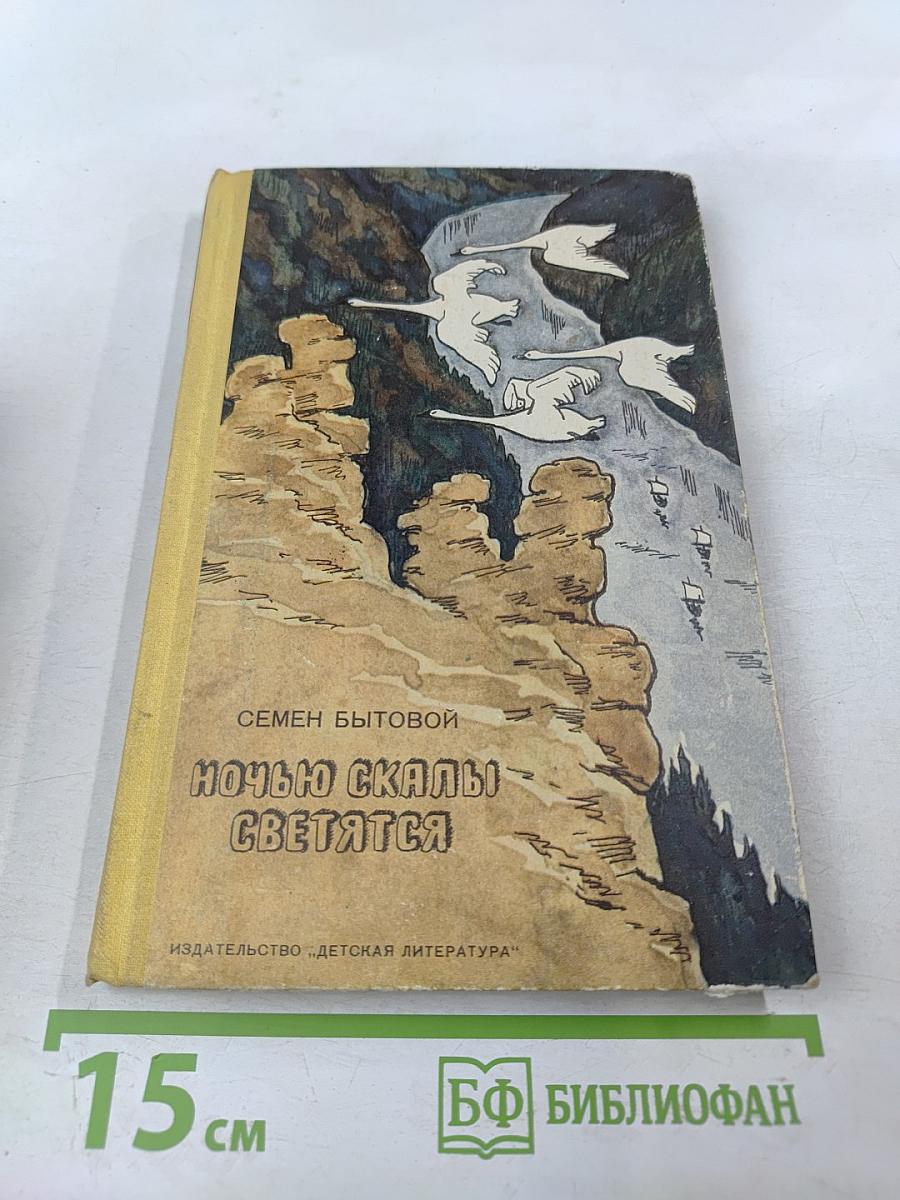 СЕМЕН БЫТОВОЙ
НОЧЬЮ СКАЛЫ
СВЕТЯТСЯ
ИЗДАТЕЛЬСТВО „ДЕТСКАЯ ЛИТЕРАТУРА“
15 см
БФ БИБЛИОФАН